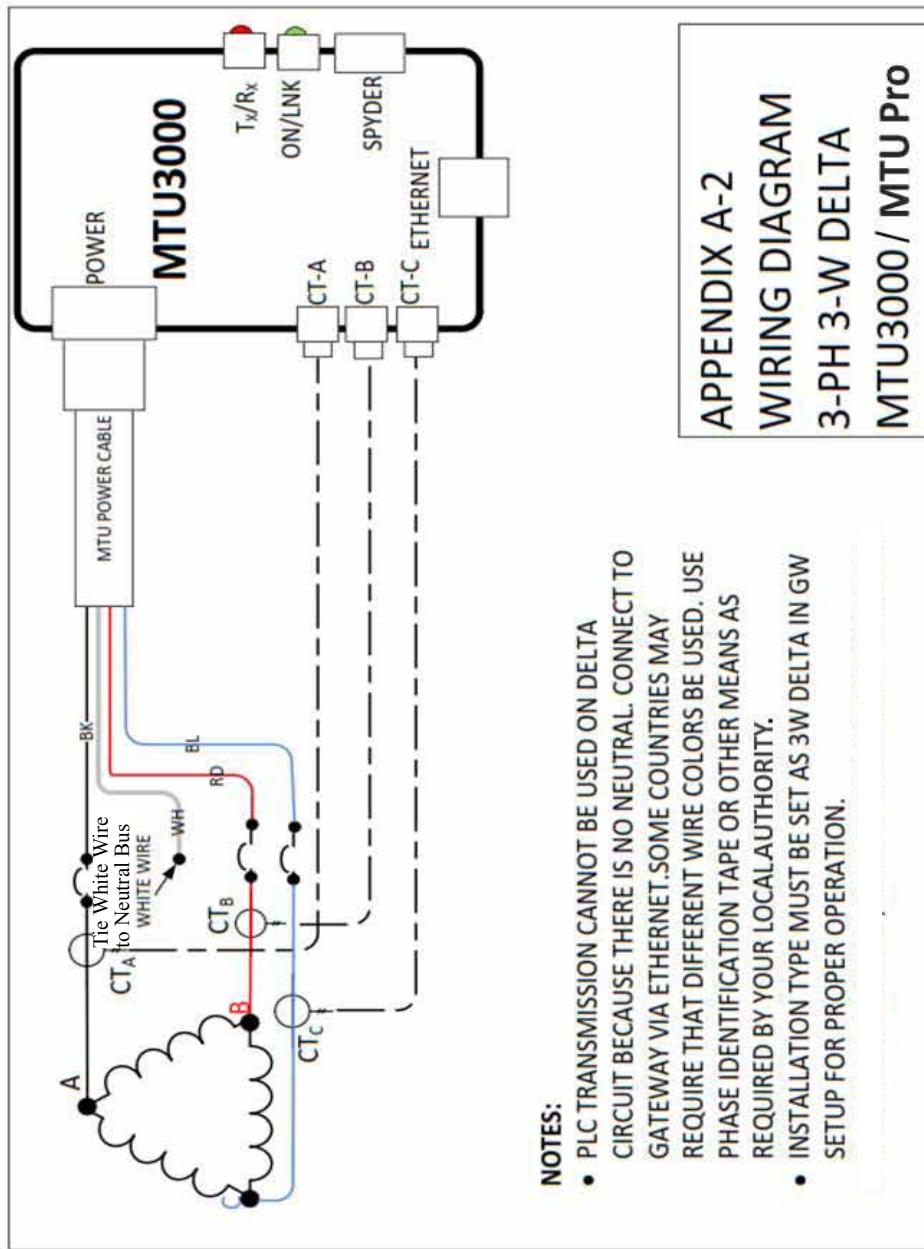 POWER
MTU3000
Tx/Rx
ON/LNK
SPYDER
ETHERNET
CT-A
CT-B
CT-C
MTU POWER CABLE
BK
BL
RD
WH
Tie White Wire
to Neutral Bus
WHITE WIRE
CTA
CTB
CTC
A
B
C
NOTES:
• PLC TRANSMISSION CANNOT BE USED ON DELTA
CIRCUIT BECAUSE THERE IS NO NEUTRAL. CONNECT TO
GATEWAY VIA ETHERNET.SOME COUNTRIES MAY
REQUIRE THAT DIFFERENT WIRE COLORS BE USED. USE
PHASE IDENTIFICATION TAPE OR OTHER MEANS AS
REQUIRED BY YOUR LOCALAUTHORITY.
• INSTALLATION TYPE MUST BE SET AS 3W DELTA IN GW
SETUP FOR PROPER OPERATION.
APPENDIX A-2
WIRING DIAGRAM
3-PH 3-W DELTA
MTU3000 / MTU Pro